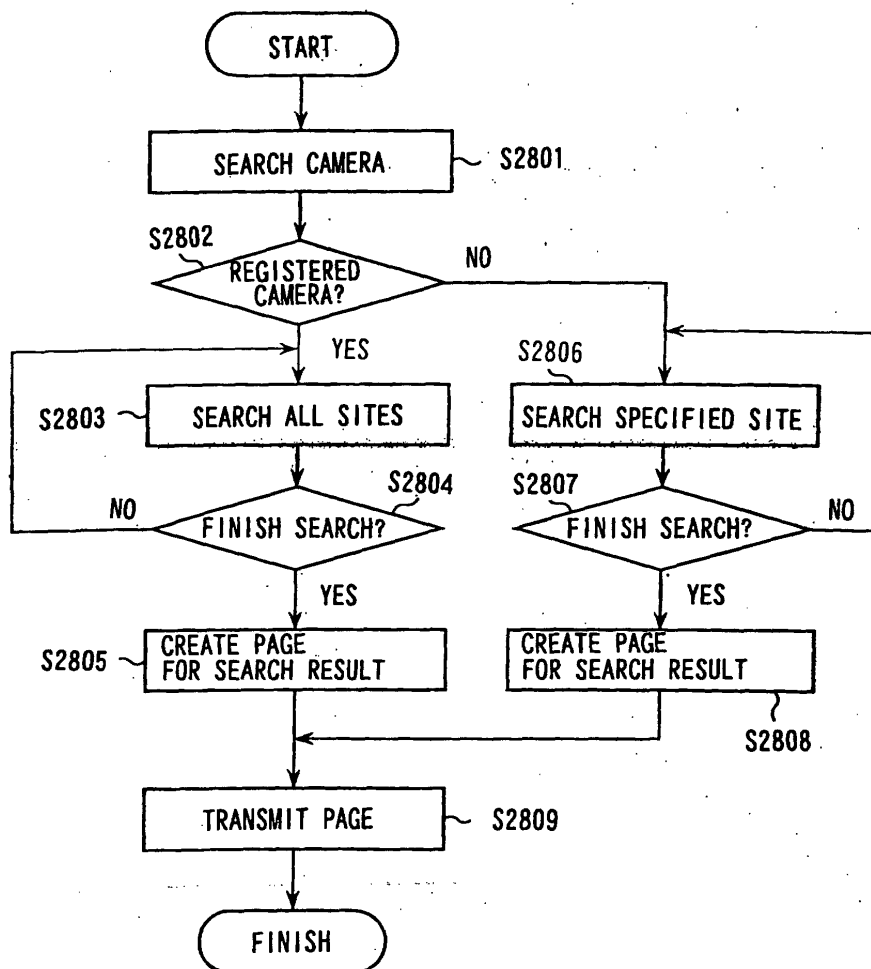 START
SEARCH CAMERA
S2801
S2802
REGISTERED
CAMERA?
NO
YES
S2806
S2803
SEARCH ALL SITES
SEARCH SPECIFIED SITE
S2804
S2807
NO
FINISH SEARCH?
FINISH SEARCH?
NO
YES
YES
S2805
CREATE PAGE
FOR SEARCH RESULT
CREATE PAGE
FOR SEARCH RESULT
S2808
TRANSMIT PAGE
S2809
FINISH